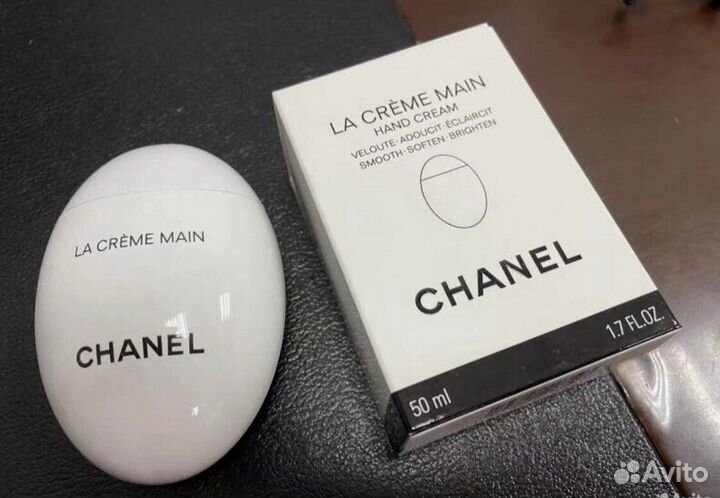 LA CRÈME MAIN
CHANEL
LA CRÈME MAIN
HAND CREAM
VELOUTE·ADOUCIT·ÉCLAIRCIT
SMOOTH·SOFTEN·BRIGHTEN
CHANEL
50 ml
1.7 FL.OZ.
Avito